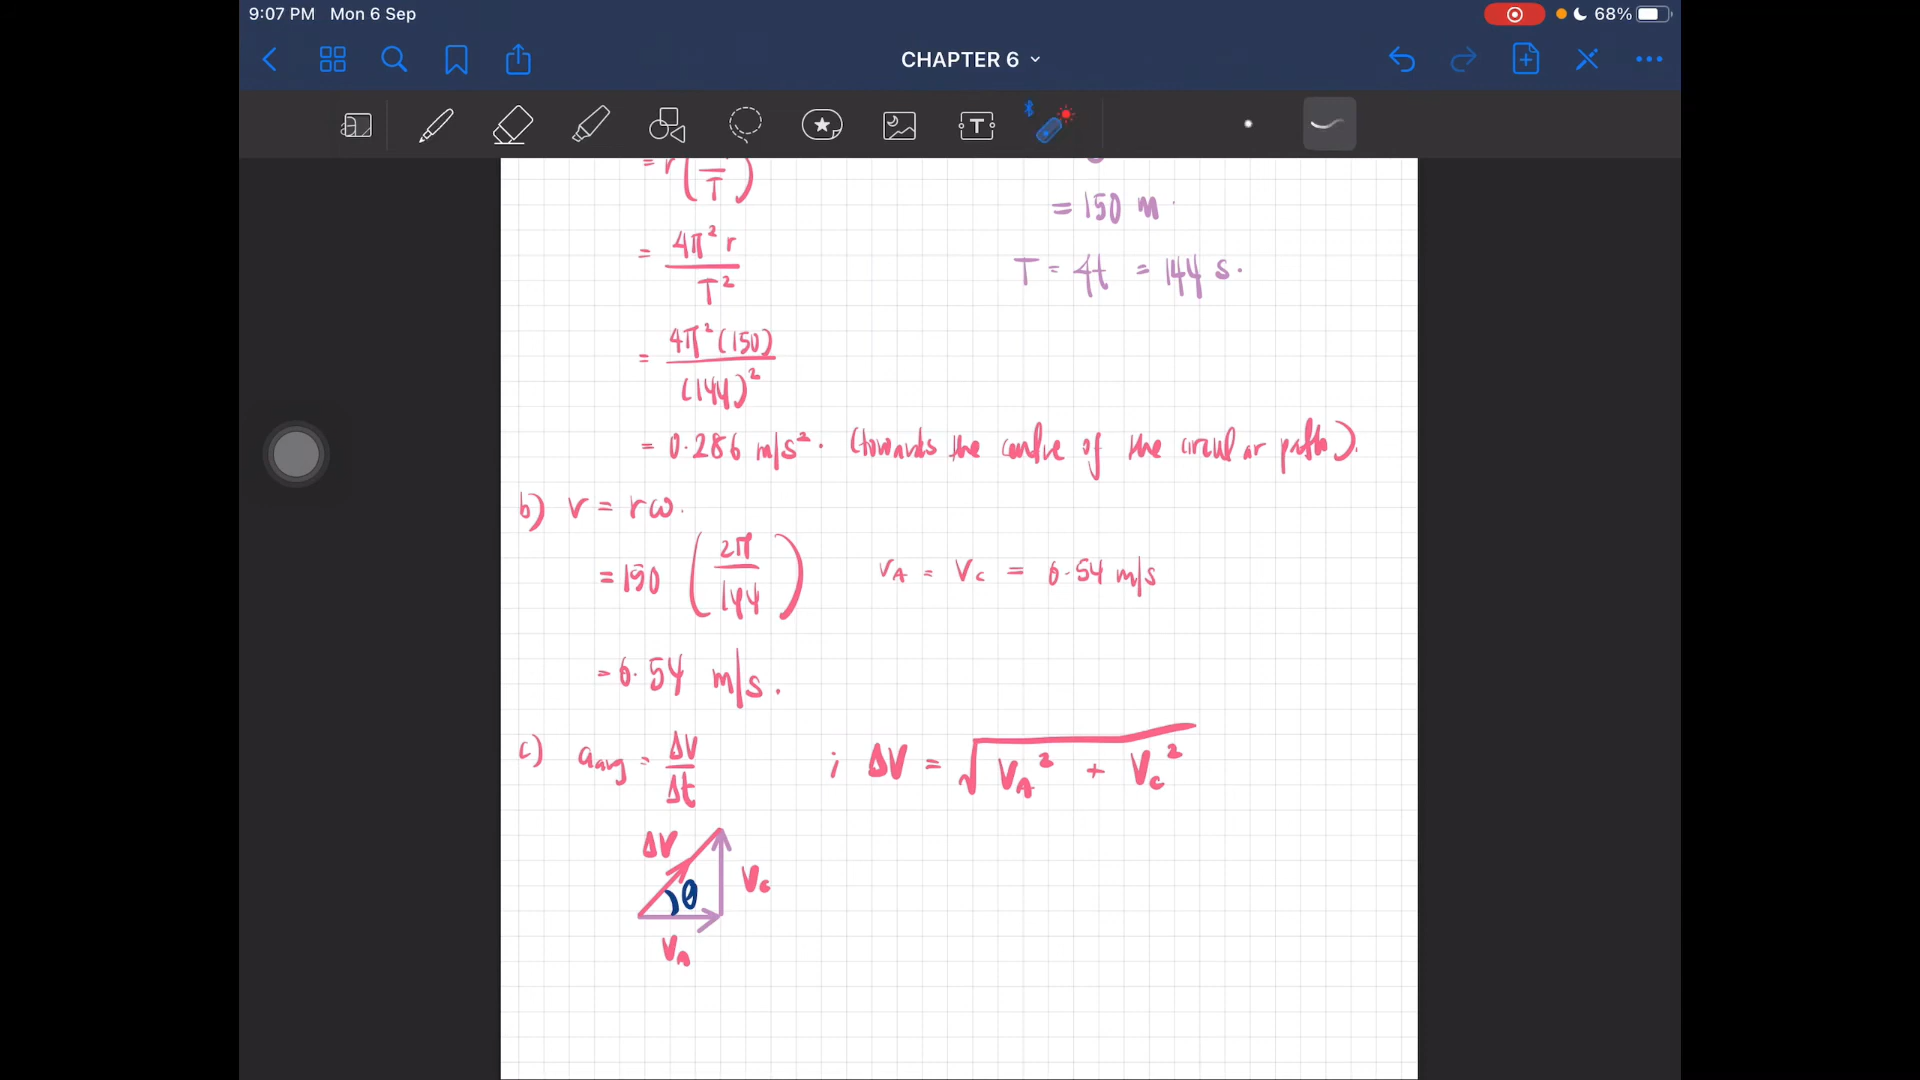 9:07 PM Mon 6 Sep
68%
CHAPTER 6
= r(—/T)
= 150 m.
= 4π² r / T²
T = 4t = 144 s.
= 4π² (150) / (144)²
= 0.286 m/s². (towards the centre of the circular path).
b) v = rω.
= 150 (2π / 144)
VA = Vc = 6.54 m/s
= 6.54 m/s.
c) aavg = ΔV / Δt ; ΔV = √(VA² + Vc²)
ΔV
θ
Vc
VA